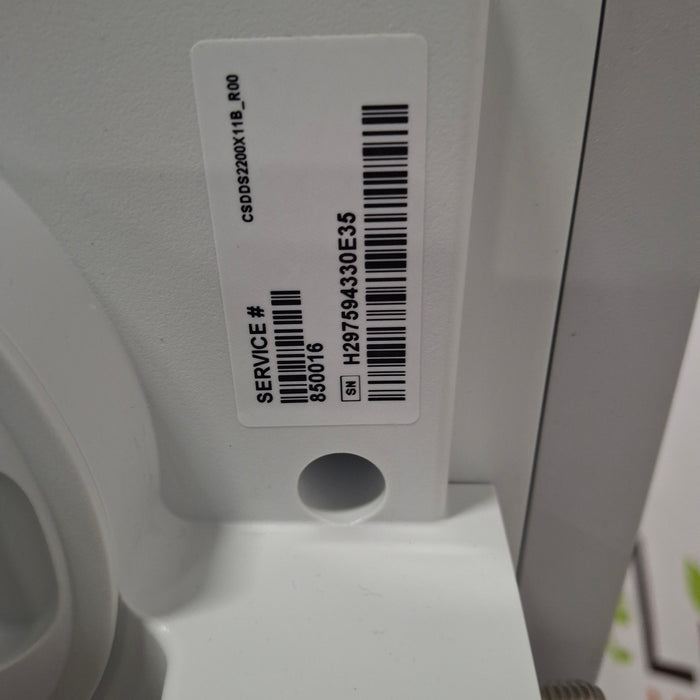 CSDDS2200X11B_R00
SERVICE #
850016
SN H297594330E35